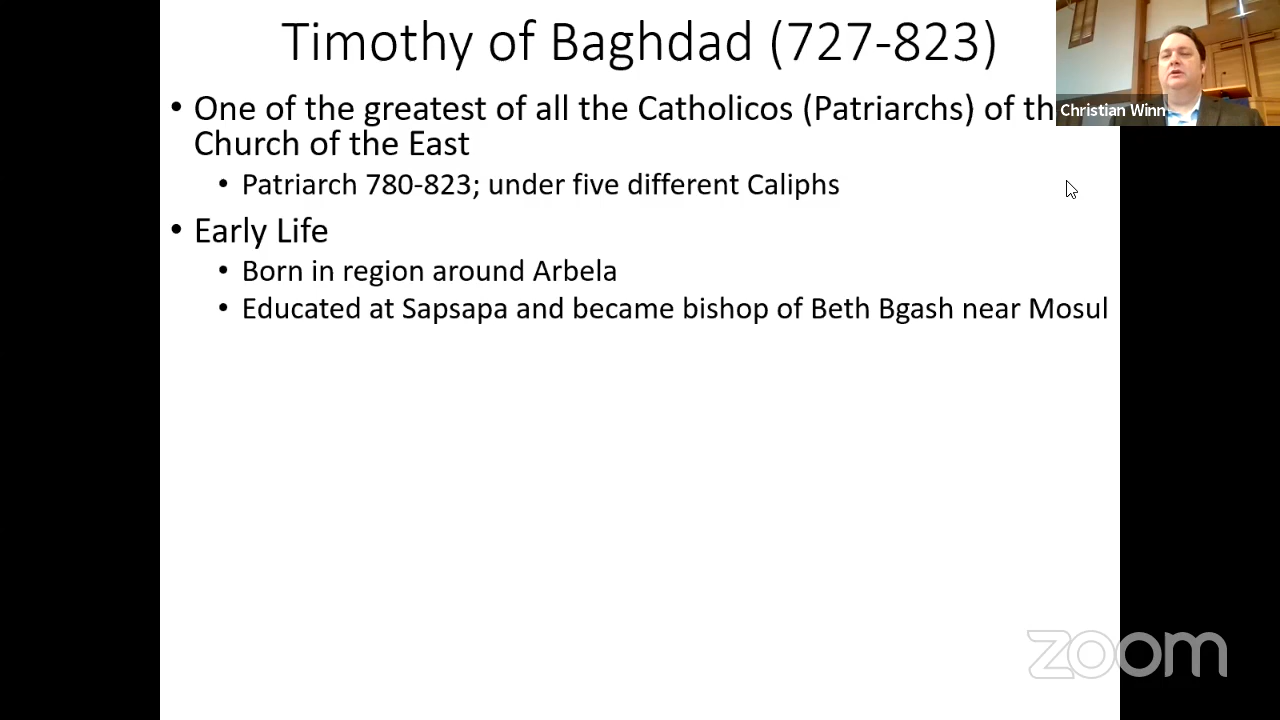 Timothy of Baghdad (727-823)
• One of the greatest of all the Catholicos (Patriarchs) of th
Church of the East
• Patriarch 780-823; under five different Caliphs
• Early Life
• Born in region around Arbela
• Educated at Sapsapa and became bishop of Beth Bgash near Mosul
Christian Winn
zoom